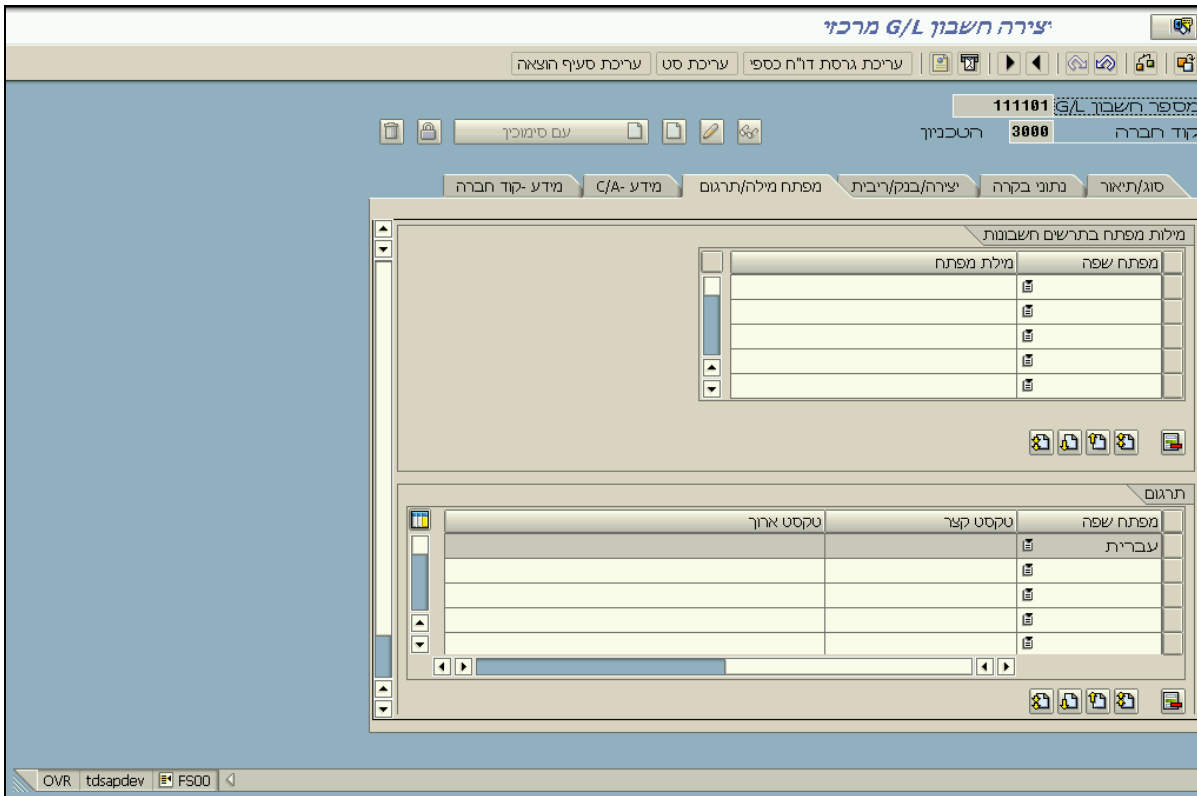 יצירה חשבון G/L מרכזי
עריכת גרסת דו"ח כספי עריכת סט עריכת סעיף הוצאה
מספר חשבון G/L 111101
קוד חברה 3000 הטכניון
עם סימוכין
סוג/תיאור נתוני בקרה יצירה/בנק/ריבית מפתח מילה/תרגום מידע -C/A מידע -קוד חברה
מילות מפתח בתרשים חשבונות
מפתח שפה מילת מפתח
תרגום
מפתח שפה טקסט קצר טקסט ארוך
עברית
OVR tdsapdev FS00